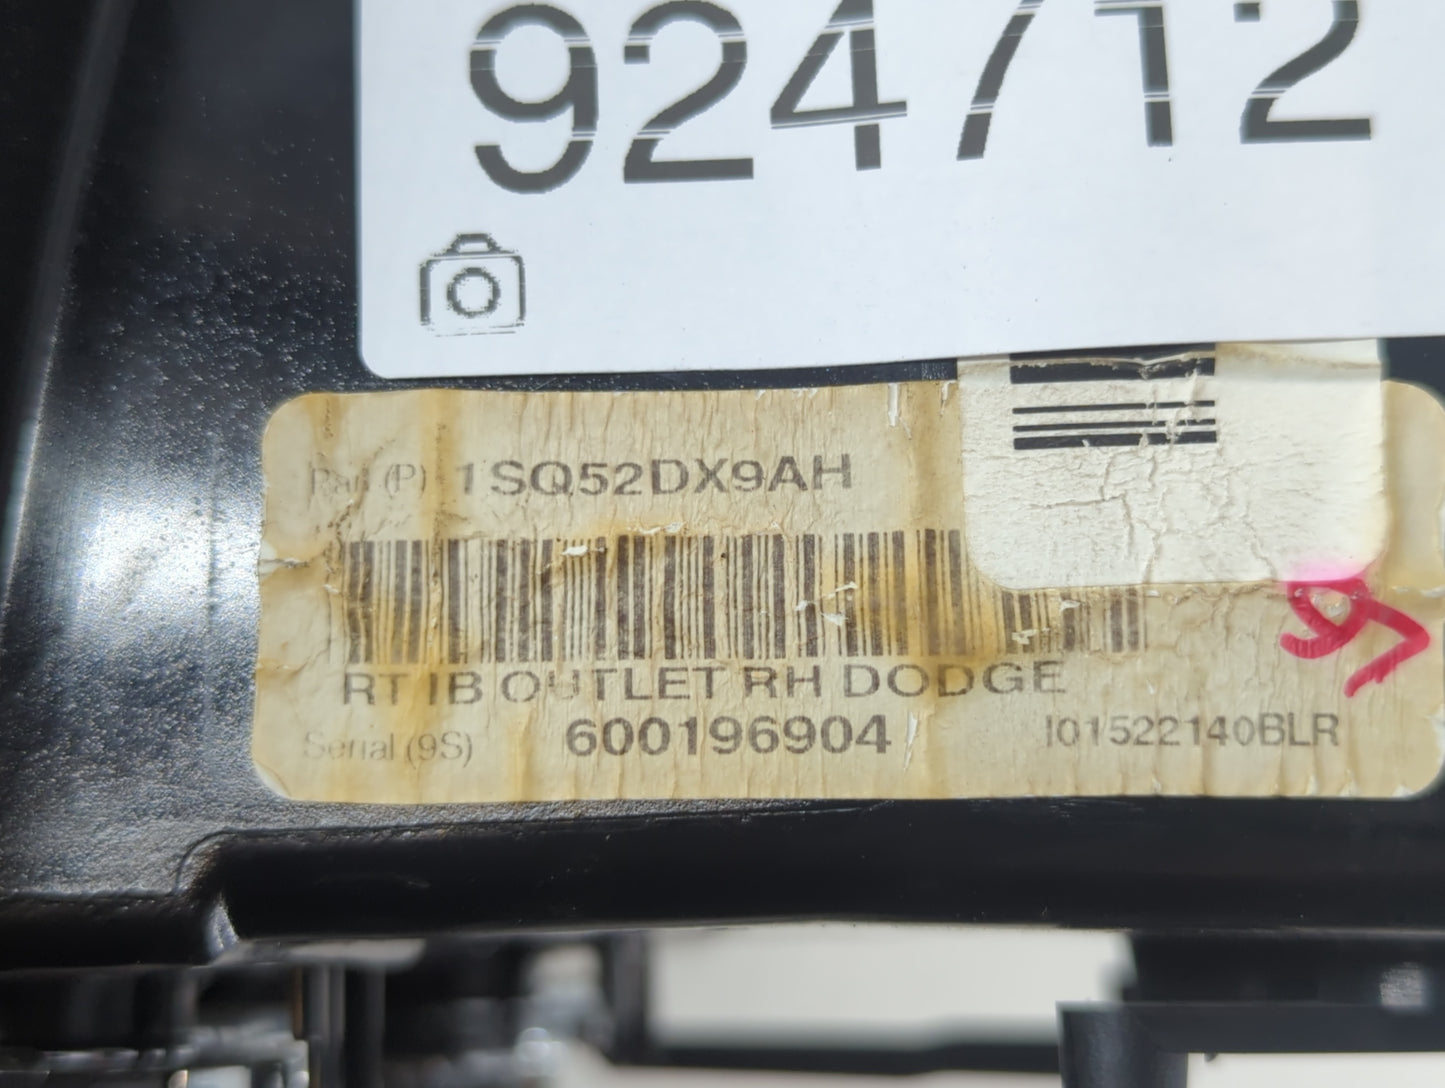 924712
Part (P) 1SQ52DX9AH
RT IB OUTLET RH DODGE
Serial (9S) 600196904 I01522140BLR